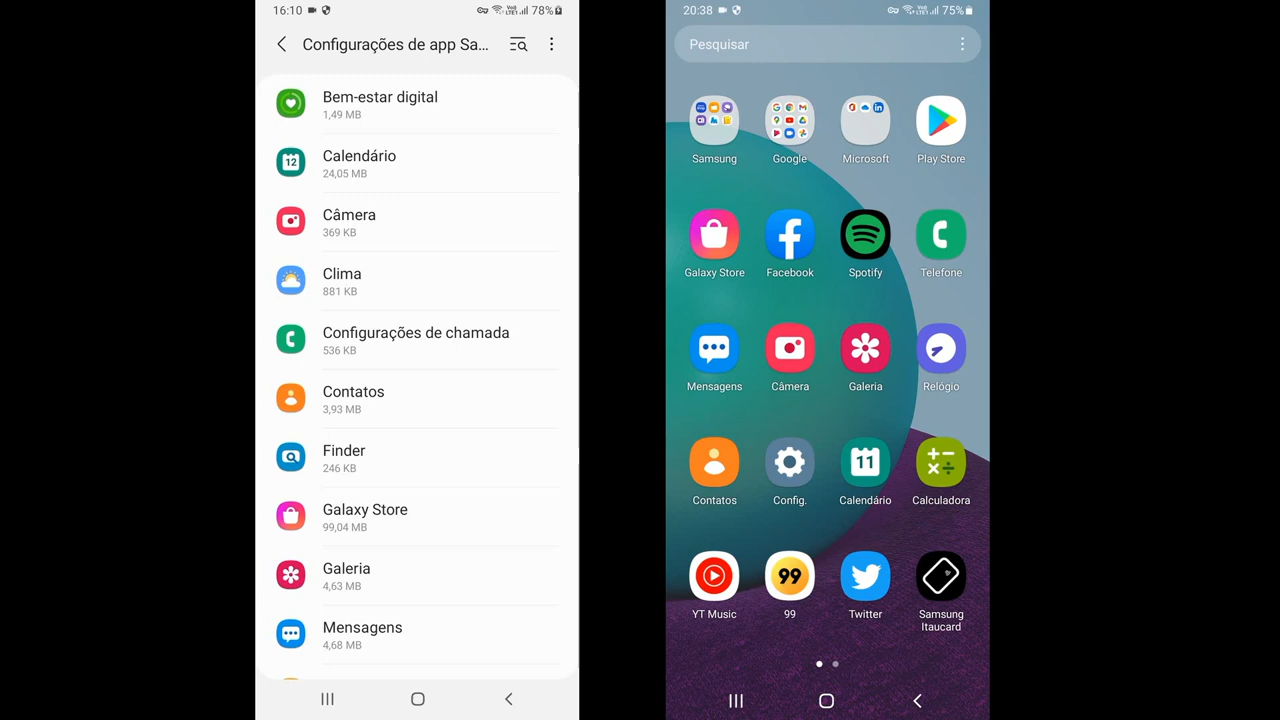 16:10
78%
Configurações de app Sa...
Bem-estar digital
1,49 MB
12
Calendário
24,05 MB
Câmera
369 KB
Clima
881 KB
Configurações de chamada
536 KB
Contatos
3,93 MB
Finder
246 KB
Galaxy Store
99,04 MB
Galeria
4,63 MB
Mensagens
4,68 MB
20:38
75%
Pesquisar
Samsung
Google
Microsoft
Play Store
Galaxy Store
Facebook
Spotify
Telefone
Mensagens
Câmera
Galeria
Relógio
11
Contatos
Config.
Calendário
Calculadora
99
YT Music
99
Twitter
Samsung
Itaucard